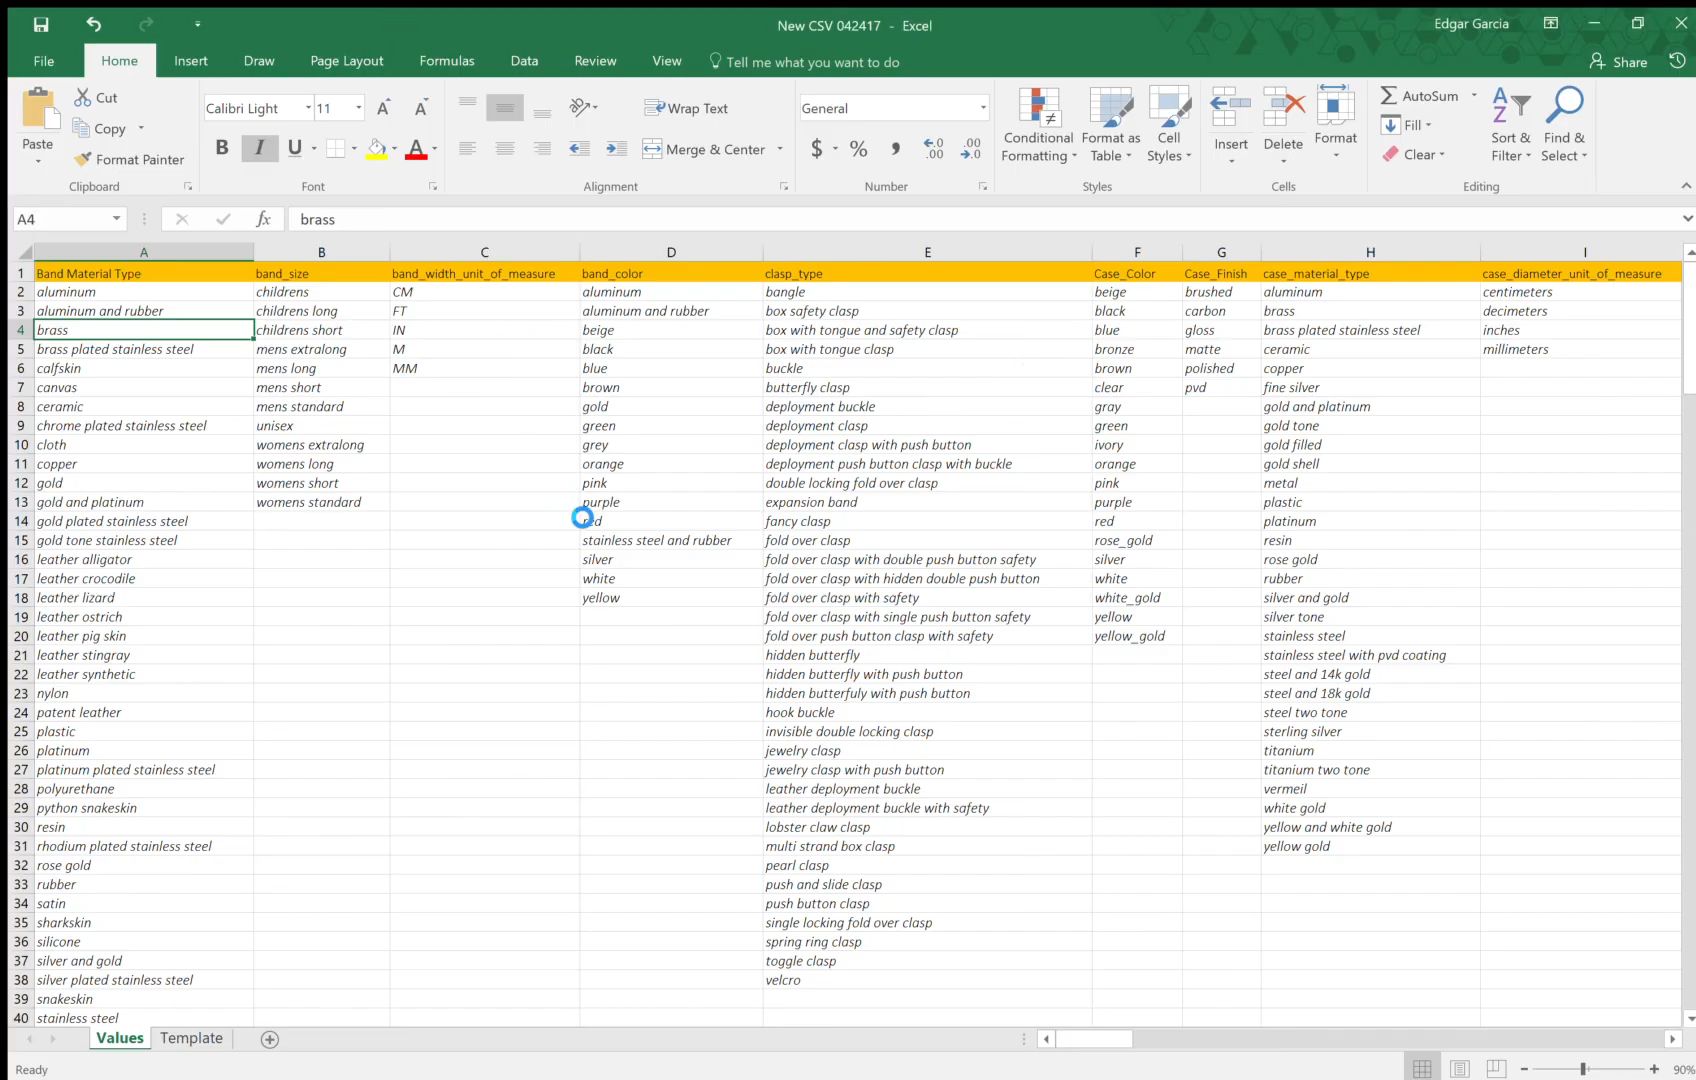 New CSV 042417 - Excel
Edgar Garcia
File Home Insert Draw Page Layout Formulas Data Review View Tell me what you want to do Share
Paste
Cut
Copy
Format Painter
Clipboard
Calibri Light 11
B I U
Font
Wrap Text
Merge & Center
Alignment
General
$ % , .00
Number
Conditional Formatting
Format as Table
Cell Styles
Styles
Insert Delete Format
Cells
AutoSum
Fill
Clear
Sort & Filter
Find & Select
Editing
A4 fx brass
A B C D E F G H I
1 Band Material Type band_size band_width_unit_of_measure band_color clasp_type Case_Color Case_Finish case_material_type case_diameter_unit_of_measure
2 aluminum childrens CM aluminum bangle beige brushed aluminum centimeters
3 aluminum and rubber childrens long FT aluminum and rubber box safety clasp black carbon brass decimeters
4 brass childrens short IN beige box with tongue and safety clasp blue gloss brass plated stainless steel inches
5 brass plated stainless steel mens extralong M black box with tongue clasp bronze matte ceramic millimeters
6 calfskin mens long MM blue buckle brown polished copper
7 canvas mens short brown butterfly clasp clear pvd fine silver
8 ceramic mens standard gold deployment buckle gray gold and platinum
9 chrome plated stainless steel unisex green deployment clasp green gold tone
10 cloth womens extralong grey deployment clasp with push button ivory gold filled
11 copper womens long orange deployment push button clasp with buckle orange gold shell
12 gold womens short pink double locking fold over clasp pink metal
13 gold and platinum womens standard purple expansion band purple plastic
14 gold plated stainless steel red fancy clasp red platinum
15 gold tone stainless steel stainless steel and rubber fold over clasp rose_gold resin
16 leather alligator silver fold over clasp with double push button safety silver rose gold
17 leather crocodile white fold over clasp with hidden double push button white rubber
18 leather lizard yellow fold over clasp with safety white_gold silver and gold
19 leather ostrich fold over clasp with single push button safety yellow silver tone
20 leather pig skin fold over push button clasp with safety yellow_gold stainless steel
21 leather stingray hidden butterfly stainless steel with pvd coating
22 leather synthetic hidden butterfly with push button steel and 14k gold
23 nylon hidden butterfuly with push button steel and 18k gold
24 patent leather hook buckle steel two tone
25 plastic invisible double locking clasp sterling silver
26 platinum jewelry clasp titanium
27 platinum plated stainless steel jewelry clasp with push button titanium two tone
28 polyurethane leather deployment buckle vermeil
29 python snakeskin leather deployment buckle with safety white gold
30 resin lobster claw clasp yellow and white gold
31 rhodium plated stainless steel multi strand box clasp yellow gold
32 rose gold pearl clasp
33 rubber push and slide clasp
34 satin push button clasp
35 sharkskin single locking fold over clasp
36 silicone spring ring clasp
37 silver and gold toggle clasp
38 silver plated stainless steel velcro
39 snakeskin
40 stainless steel
Values Template
Ready 90%